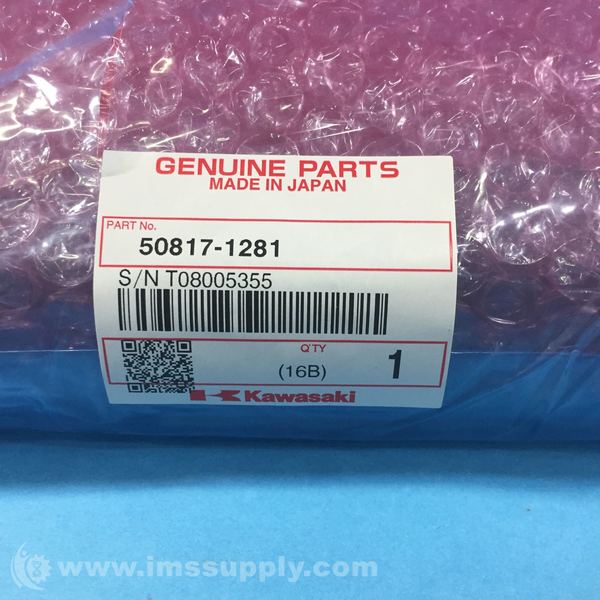 GENUINE PARTS
MADE IN JAPAN
PART No.
50817-1281
S/N T08005355
Q'TY
(16B)
1
Kawasaki
www.imssupply.com